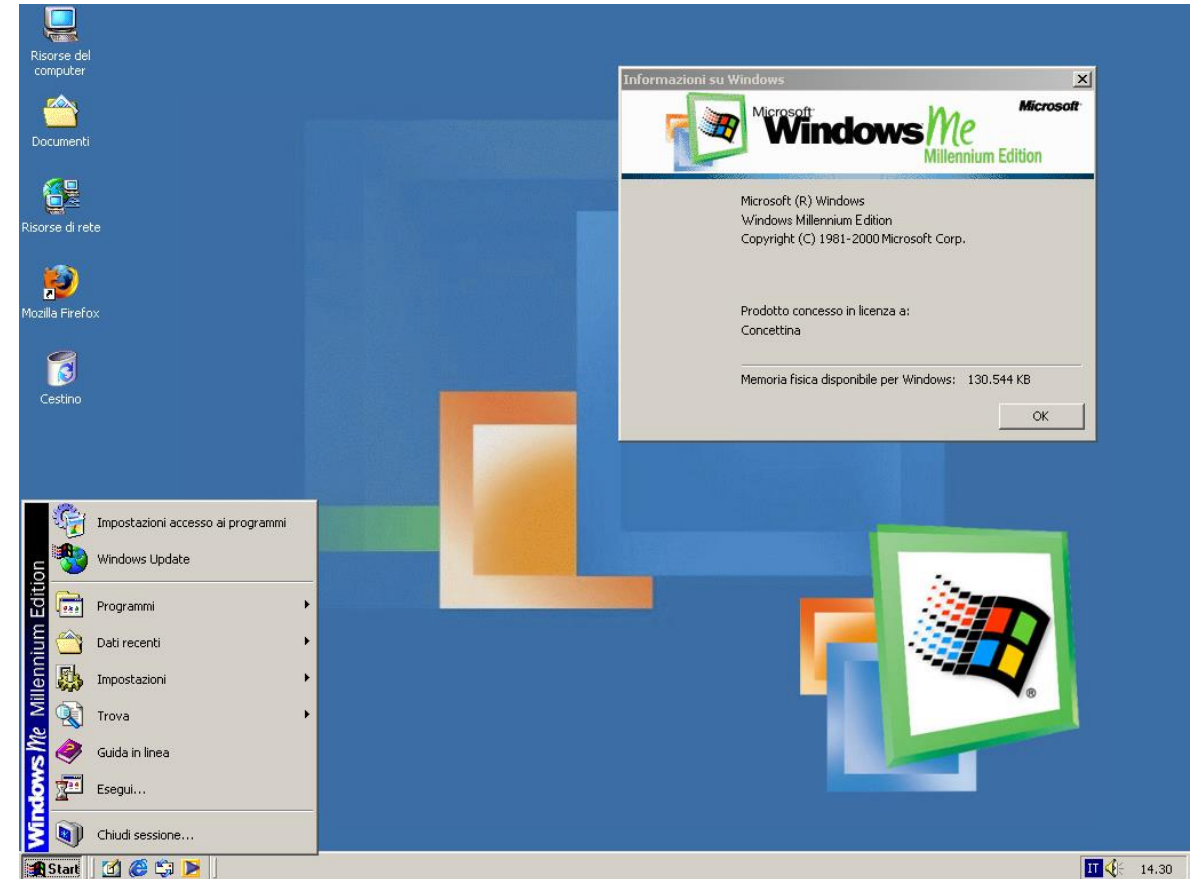 Risorse del
computer
Documenti
Risorse di rete
Mozilla Firefox
Cestino
Informazioni su Windows
Microsoft
Windows Me
Millennium Edition
Microsoft
Microsoft (R) Windows
Windows Millennium Edition
Copyright (C) 1981-2000 Microsoft Corp.
Prodotto concesso in licenza a:
Concettina
Memoria fisica disponibile per Windows: 130.544 KB
OK
Windows Me Millennium Edition
Impostazioni accesso ai programmi
Windows Update
Programmi
Dati recenti
Impostazioni
Trova
Guida in linea
Esegui...
Chiudi sessione...
®
Start
IT
14.30